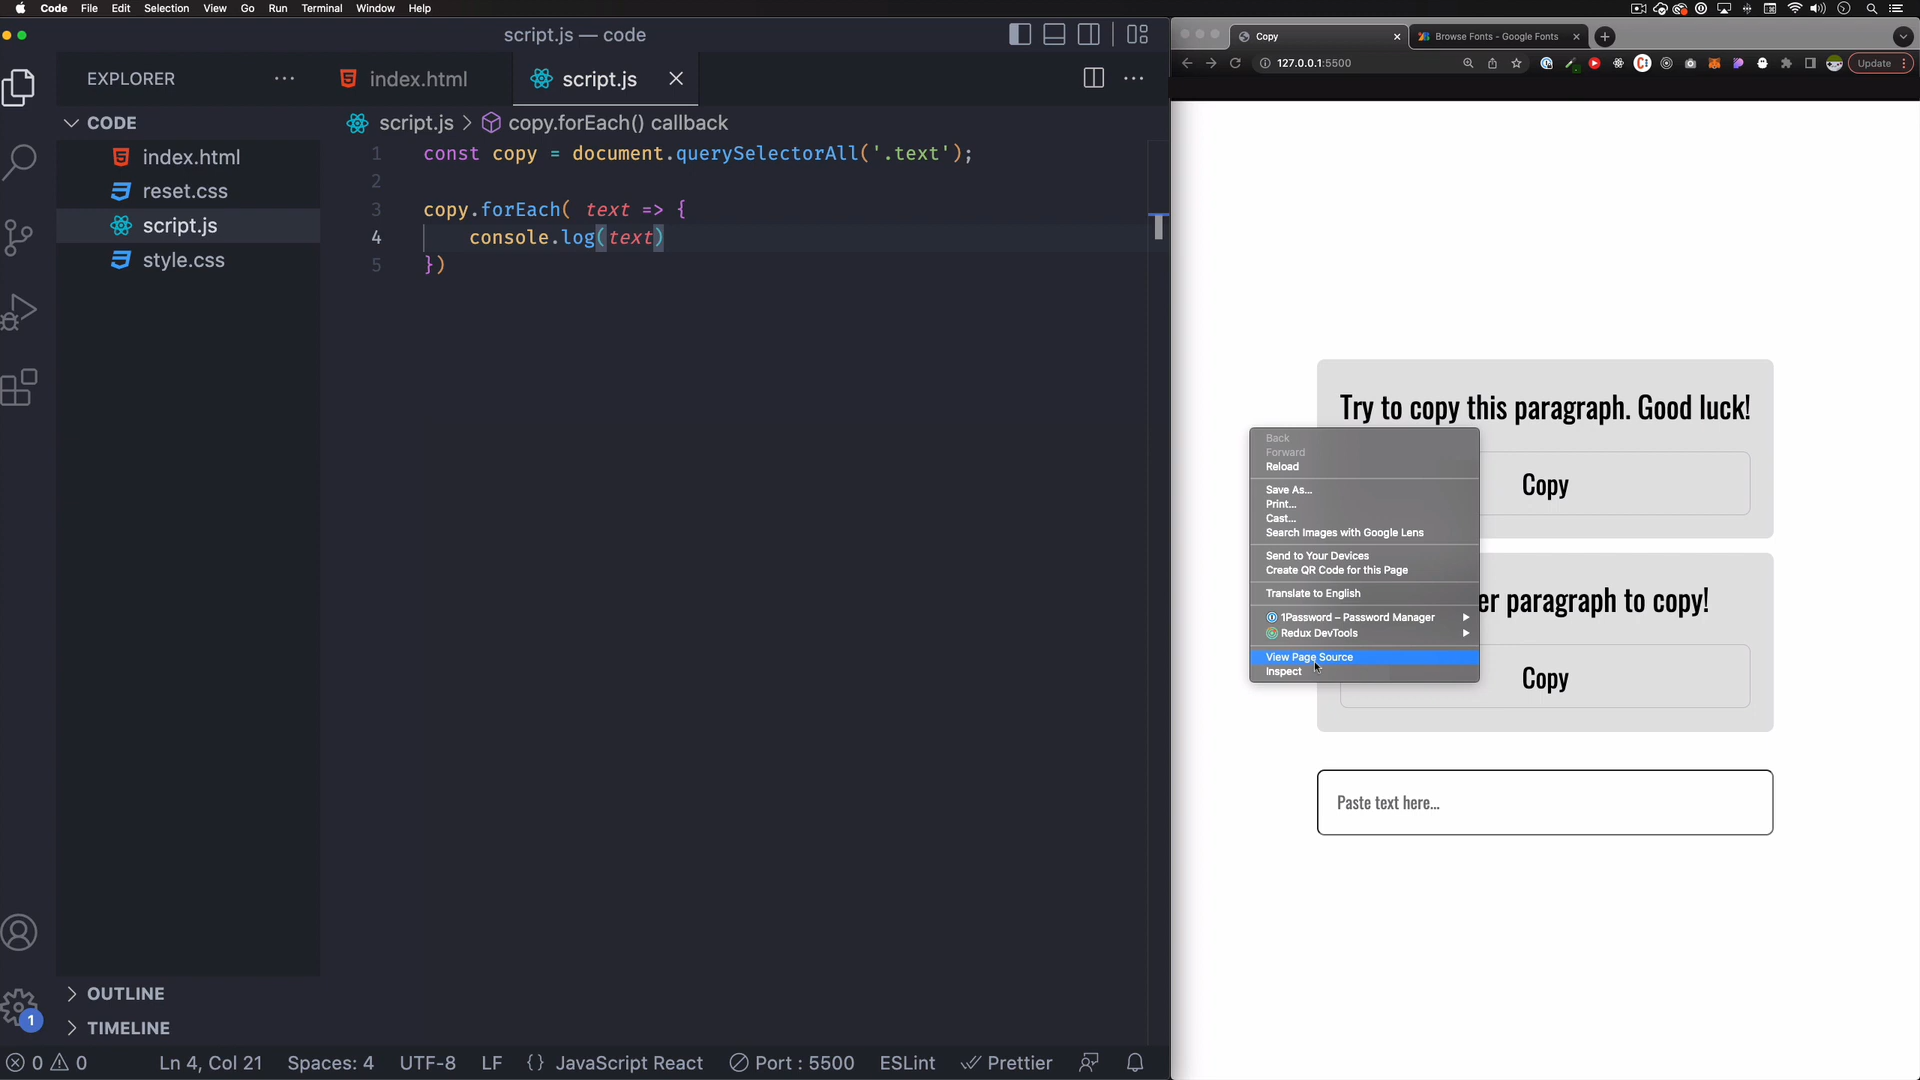 Code File Edit Selection View Go Run Terminal Window Help
script.js — code
EXPLORER
CODE
index.html
reset.css
script.js
style.css
OUTLINE
TIMELINE
1
index.html
script.js
script.js > copy.forEach() callback
1 const copy = document.querySelectorAll('.text');
2
3 copy.forEach( text => {
4 console.log(text)
5 })
0 0 Ln 4, Col 21 Spaces: 4 UTF-8 LF {} JavaScript React Port : 5500 ESLint Prettier
Copy
Browse Fonts - Google Fonts
127.0.0.1:5500
Update
Try to copy this paragraph. Good luck!
Copy
er paragraph to copy!
Copy
Paste text here...
Back
Forward
Reload
Save As...
Print...
Cast...
Search Images with Google Lens
Send to Your Devices
Create QR Code for this Page
Translate to English
1Password – Password Manager
Redux DevTools
View Page Source
Inspect